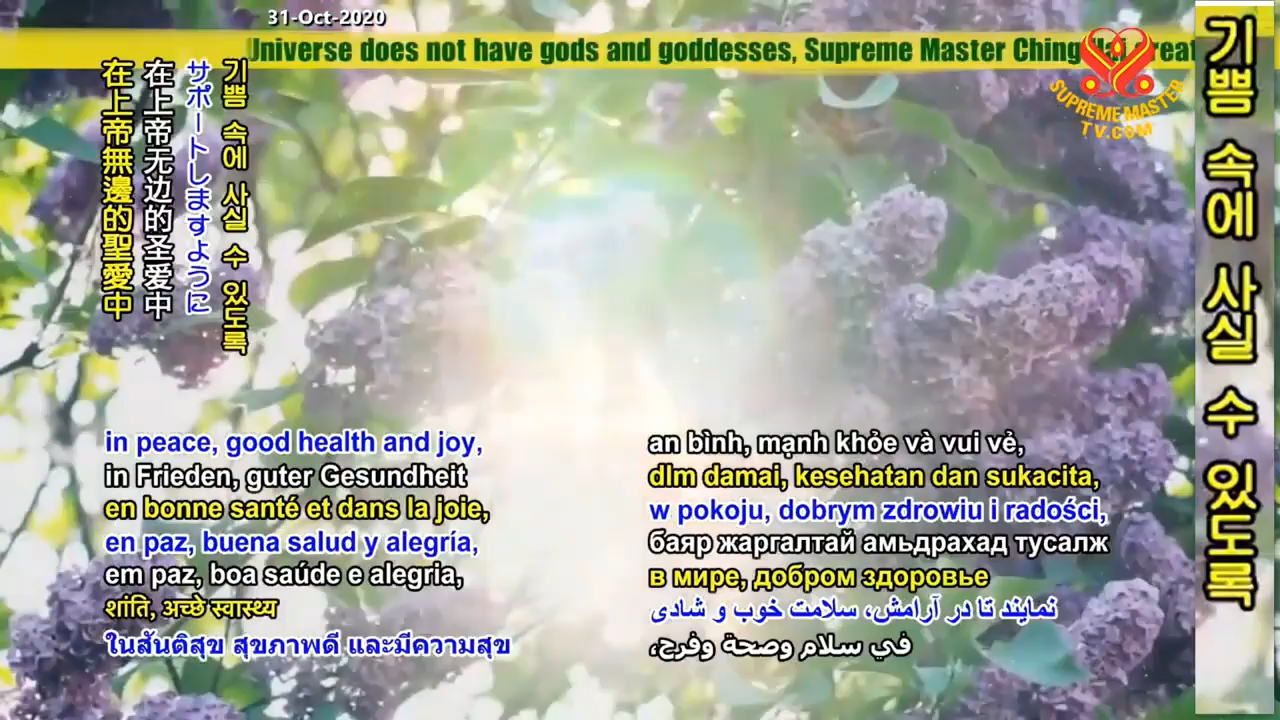 31-Oct-2020
Universe does not have gods and goddesses, Supreme Master Ching Hai
SUPREME MASTER
TV.COM
기쁨 속에 사실 수 있도록
기쁨 속에 사실 수 있도록
サポートしますように
在上帝无边的圣爱中
在上帝無邊的聖愛中
in peace, good health and joy,
in Frieden, guter Gesundheit
en bonne santé et dans la joie,
en paz, buena salud y alegría,
em paz, boa saúde e alegria,
शांति, अच्छे स्वास्थ्य
ในสันติสุข สุขภาพดี และมีความสุข
an bình, mạnh khỏe và vui vẻ,
dlm damai, kesehatan dan sukacita,
w pokoju, dobrym zdrowiu i radości,
баяр жаргалтай амьдрахад тусалж
в мире, добром здоровье
نمایند تا در آرامش، سلامت خوب و شادی
في سلام وصحة وفرح،